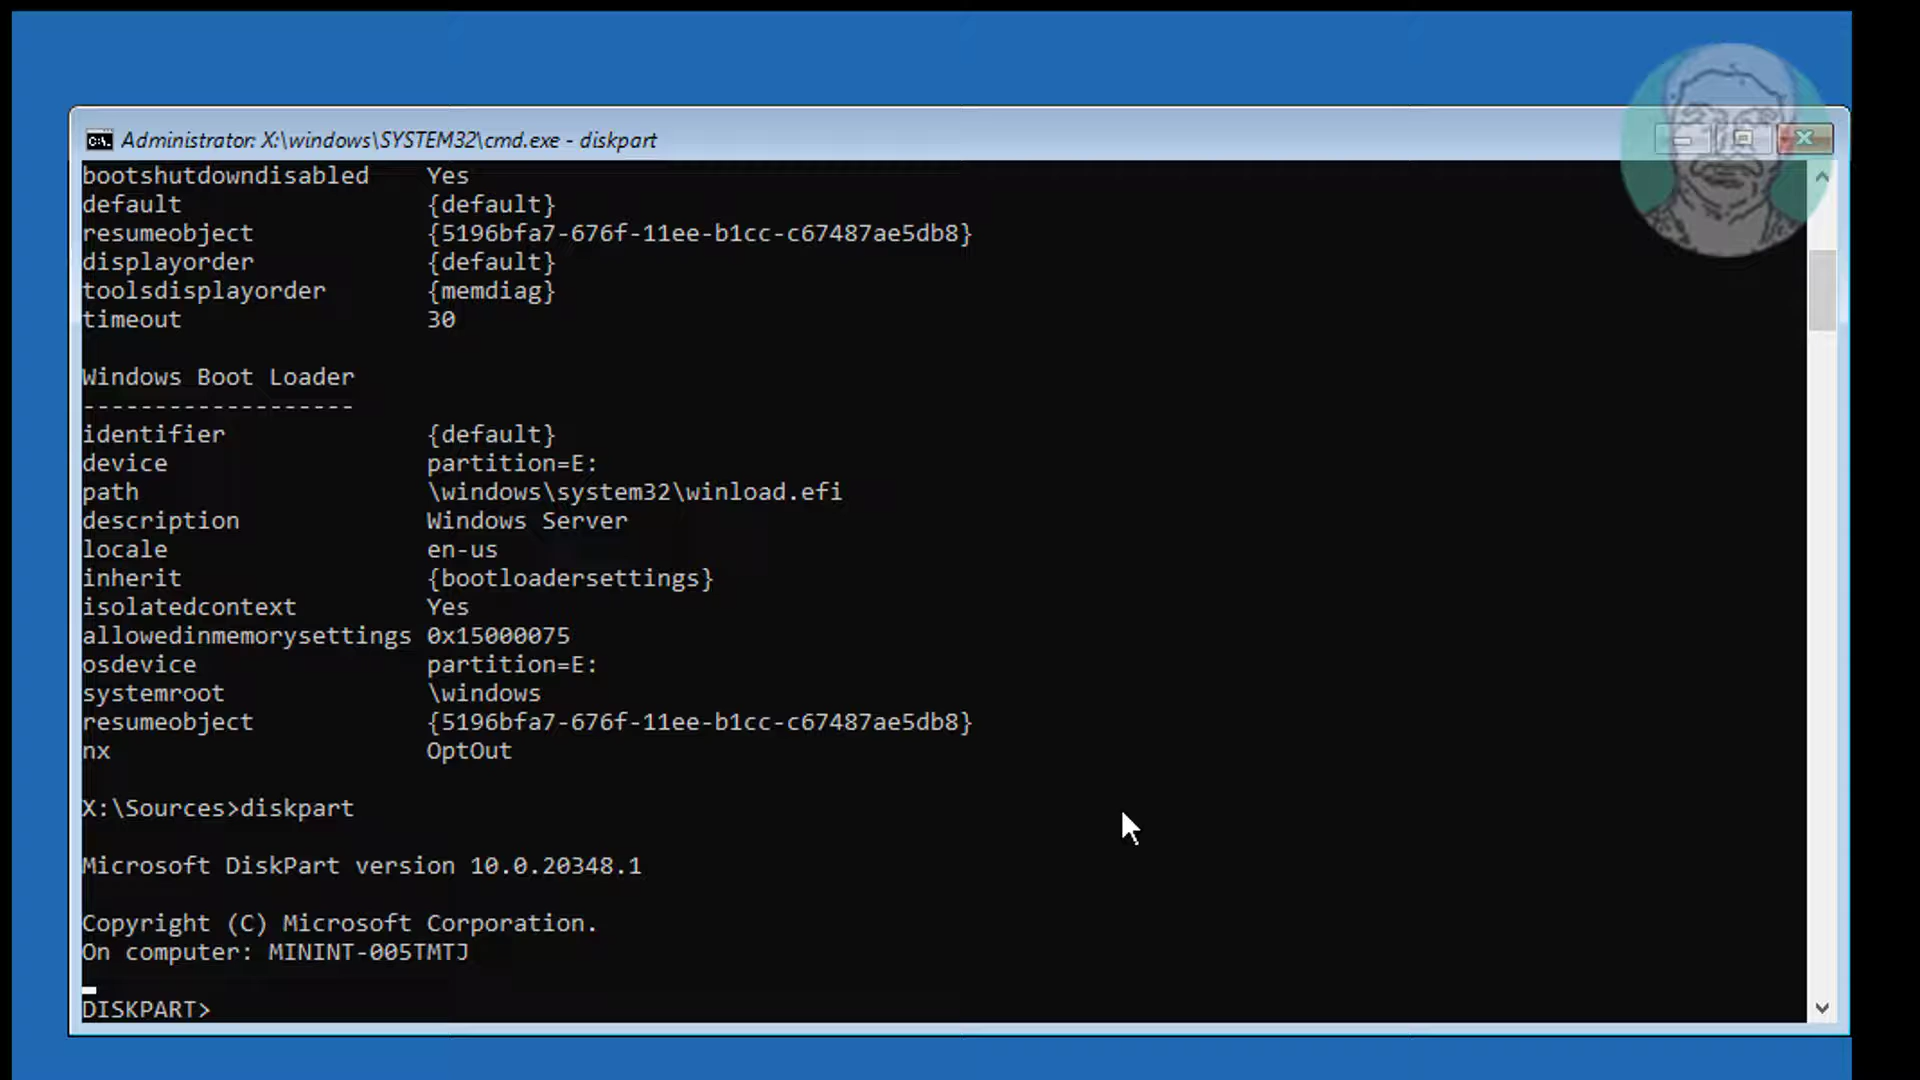 Administrator: X:\windows\SYSTEM32\cmd.exe - diskpart
bootshutdowndisabled    Yes
default                 {default}
resumeobject            {5196bfa7-676f-11ee-b1cc-c67487ae5db8}
displayorder            {default}
toolsdisplayorder       {memdiag}
timeout                 30
Windows Boot Loader
-------------------
identifier              {default}
device                  partition=E:
path                    \windows\system32\winload.efi
description             Windows Server
locale                  en-us
inherit                 {bootloadersettings}
isolatedcontext         Yes
allowedinmemorysettings 0x15000075
osdevice                partition=E:
systemroot              \windows
resumeobject            {5196bfa7-676f-11ee-b1cc-c67487ae5db8}
nx                      OptOut
X:\Sources>diskpart
Microsoft DiskPart version 10.0.20348.1
Copyright (C) Microsoft Corporation.
On computer: MININT-005TMTJ
DISKPART>